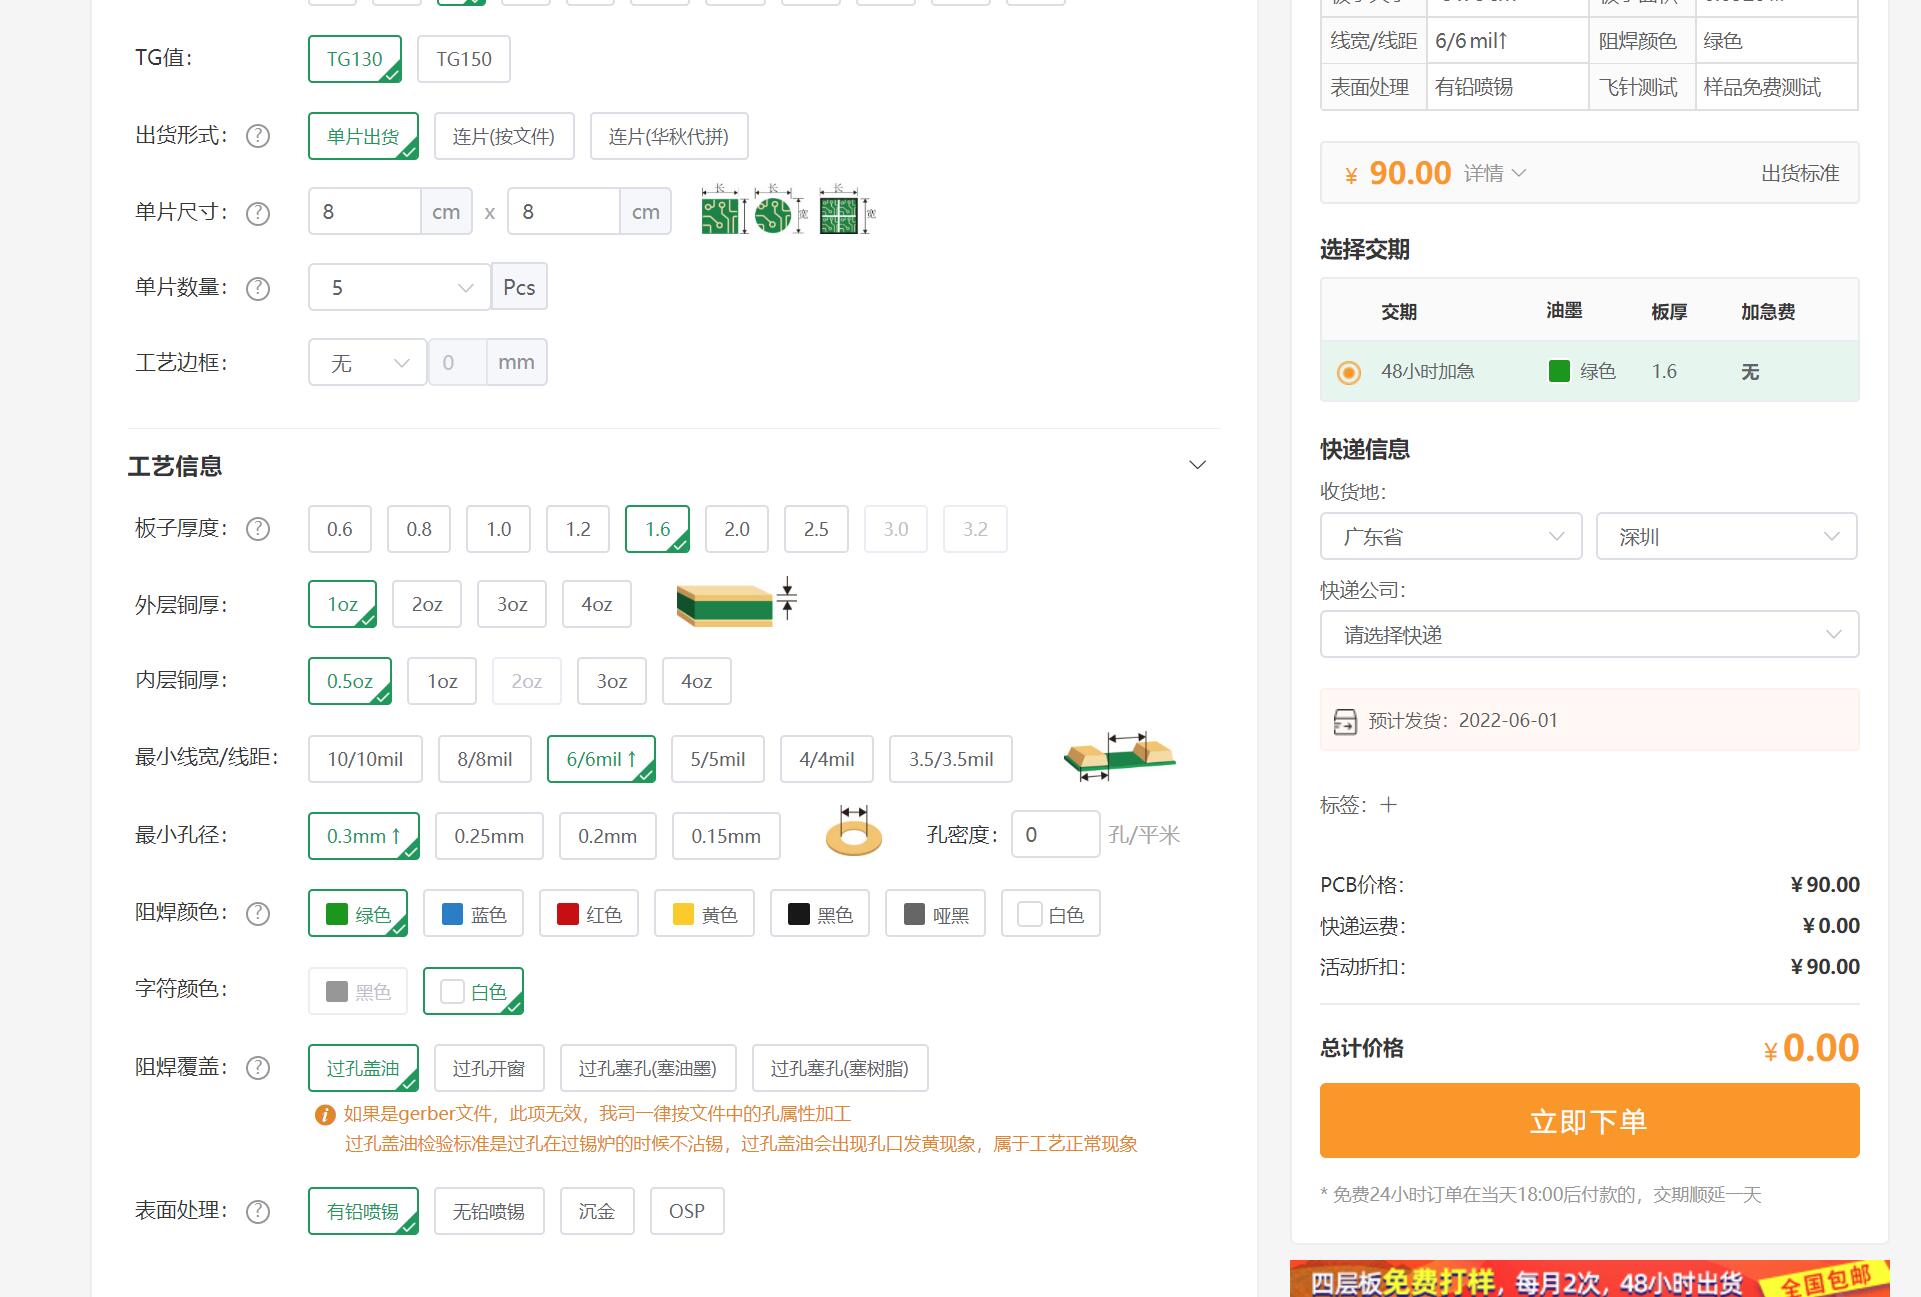 TG值: TG130 TG150
出货形式: ? 单片出货 连片(按文件) 连片(华秋代拼)
单片尺寸: ? 8 cm x 8 cm 长 长 宽 长 宽
单片数量: ? 5 Pcs
工艺边框: 无 0 mm
工艺信息
板子厚度: ? 0.6 0.8 1.0 1.2 1.6 2.0 2.5 3.0 3.2
外层铜厚: 1oz 2oz 3oz 4oz
内层铜厚: 0.5oz 1oz 2oz 3oz 4oz
最小线宽/线距: 10/10mil 8/8mil 6/6mil↑ 5/5mil 4/4mil 3.5/3.5mil
最小孔径: 0.3mm↑ 0.25mm 0.2mm 0.15mm 孔密度: 0 孔/平米
阻焊颜色: ? 绿色 蓝色 红色 黄色 黑色 哑黑 白色
字符颜色: 黑色 白色
阻焊覆盖: ? 过孔盖油 过孔开窗 过孔塞孔(塞油墨) 过孔塞孔(塞树脂)
如果是gerber文件，此项无效，我司一律按文件中的孔属性加工
过孔盖油检验标准是过孔在过锡炉的时候不沾锡，过孔盖油会出现孔口发黄现象，属于工艺正常现象
表面处理: ? 有铅喷锡 无铅喷锡 沉金 OSP
线宽/线距 6/6mil↑ 阻焊颜色 绿色
表面处理 有铅喷锡 飞针测试 样品免费测试
¥ 90.00 详情 出货标准
选择交期
交期 油墨 板厚 加急费
48小时加急 绿色 1.6 无
快递信息
收货地:
广东省 深圳
快递公司:
请选择快递
预计发货: 2022-06-01
标签: +
PCB价格: ¥90.00
快递运费: ¥0.00
活动折扣: ¥90.00
总计价格 ¥0.00
立即下单
* 免费24小时订单在当天18:00后付款的，交期顺延一天
四层板免费打样，每月2次，48小时出货 全国包邮